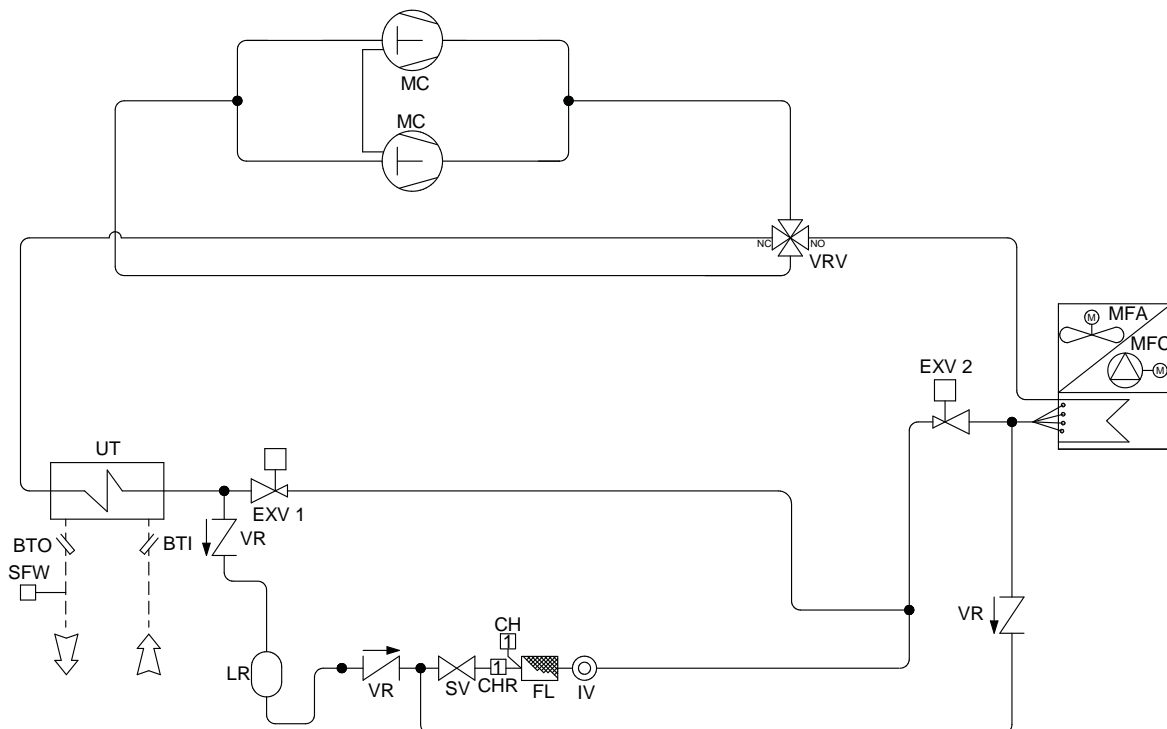 MC
MC
NC
NO
VRV
M
MFA
MFC
M
EXV 2
UT
EXV 1
BTO
BTI
VR
SFW
VR
CH
1
LR
1
VR
SV
CHR
FL
IV